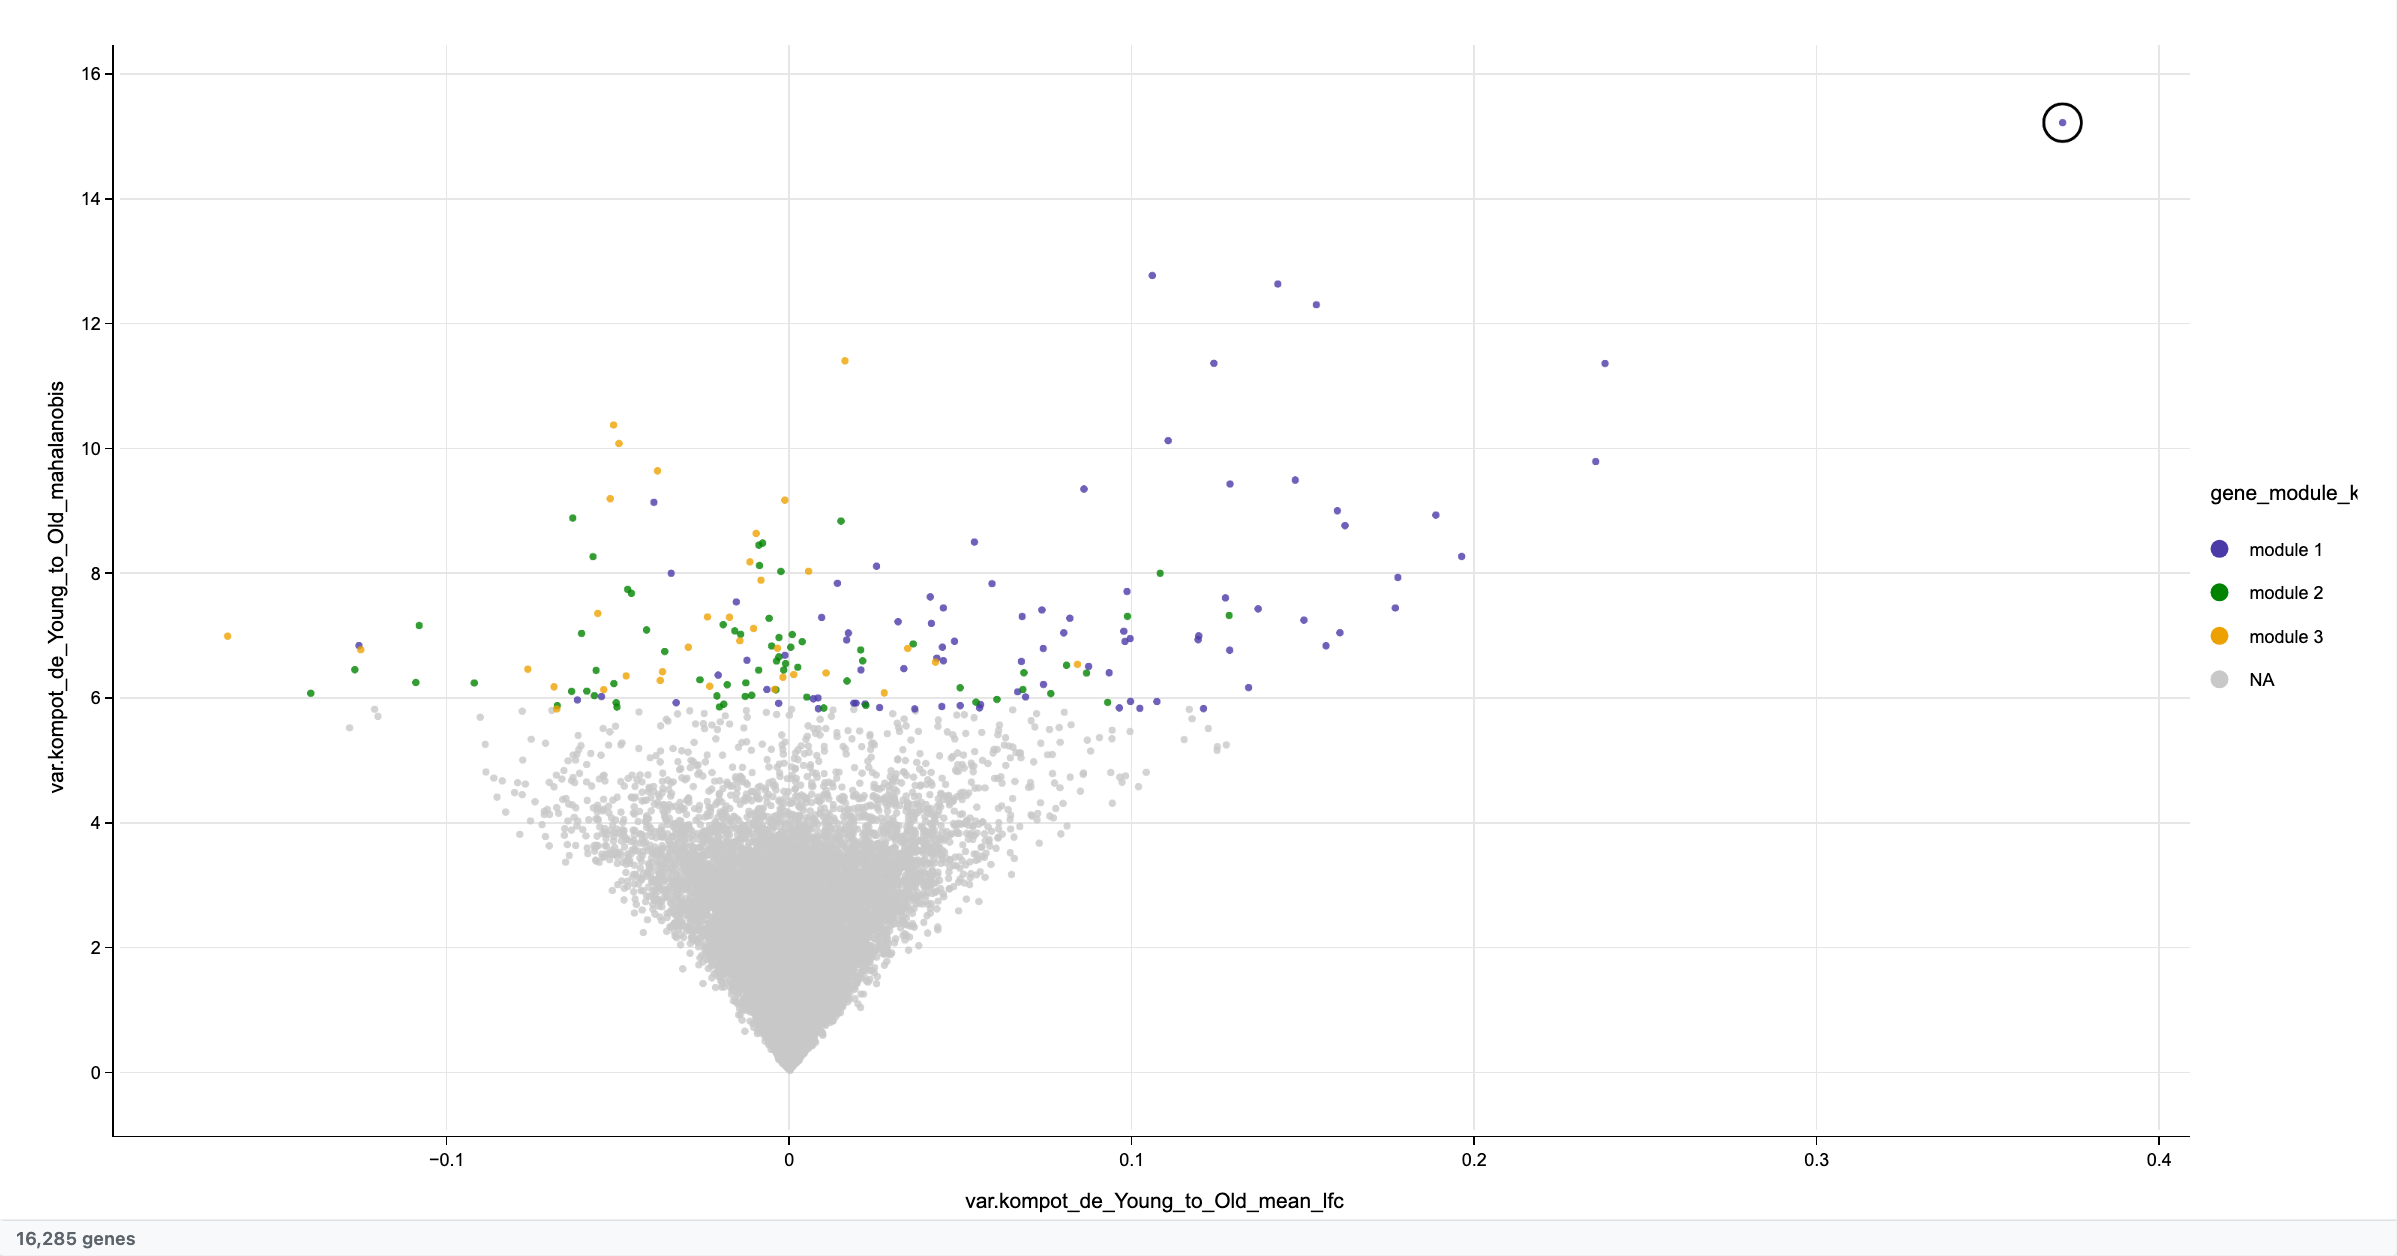 16
14
12
10
8
6
4
2
0
var.kompot_de_Young_to_Old_mahalanobis
−0.1
0
0.1
0.2
0.3
0.4
var.kompot_de_Young_to_Old_mean_lfc
gene_module_k
module 1
module 2
module 3
NA
16,285 genes